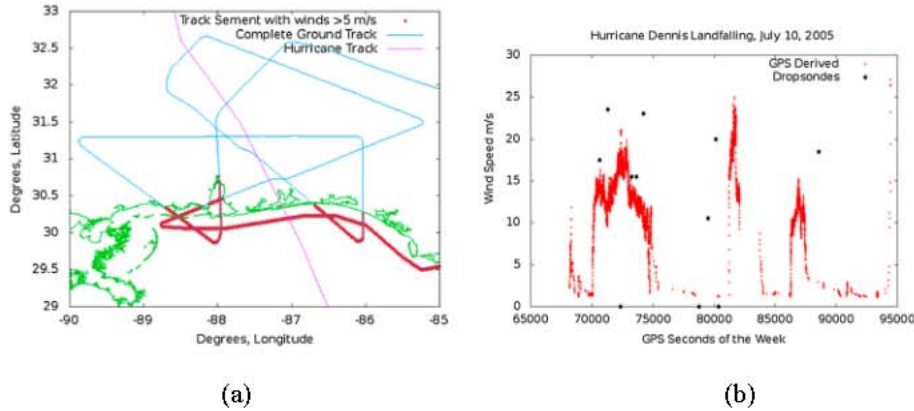 Track Sement with winds >5 m/s
Complete Ground Track
Hurricane Track
33
32.5
32
31.5
31
30.5
30
29.5
29
-90
-89
-88
-87
-86
-85
Degrees, Latitude
Degrees, Longitude
(a)
Hurricane Dennis Landfalling, July 10, 2005
GPS Derived
Dropsondes
30
25
20
15
10
5
0
65000
70000
75000
80000
85000
90000
95000
Wind Speed m/s
GPS Seconds of the Week
(b)